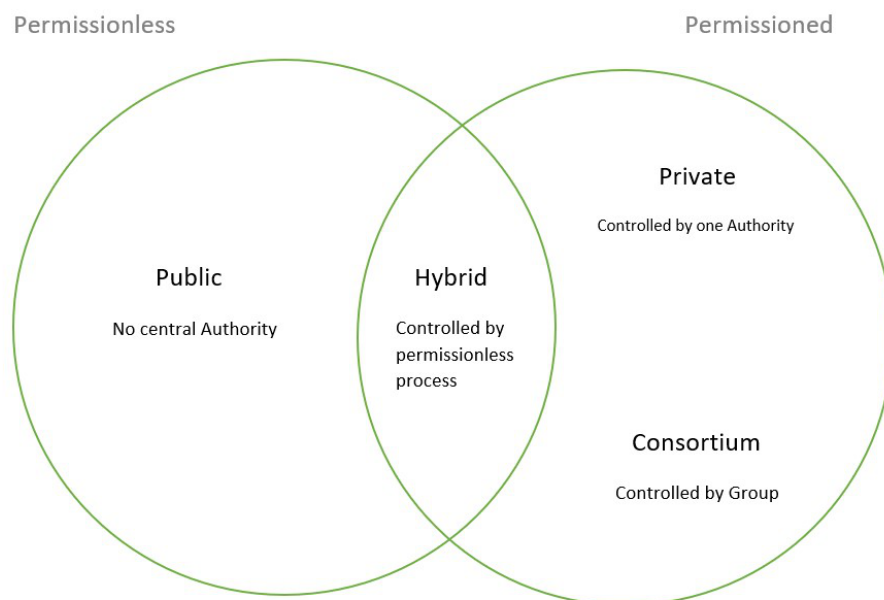 Permissionless
Permissioned
Public
No central Authority
Hybrid
Controlled by
permissionless
process
Private
Controlled by one Authority
Consortium
Controlled by Group